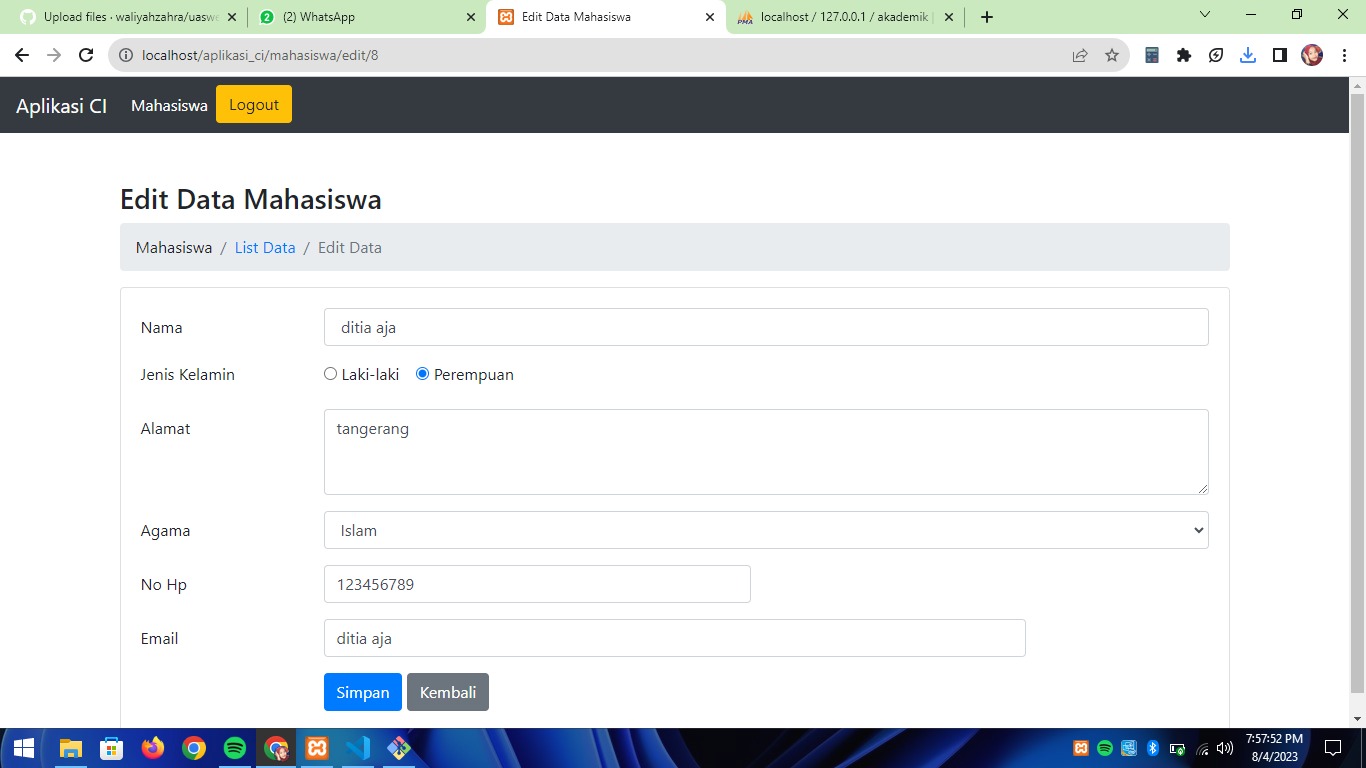 Upload files · waliyahzahra/uaswe
2
(2) WhatsApp
Edit Data Mahasiswa
PMA
localhost / 127.0.0.1 / akademik
localhost/aplikasi_ci/mahasiswa/edit/8
Aplikasi CI
Mahasiswa
Logout
Edit Data Mahasiswa
Mahasiswa / List Data / Edit Data
Nama
ditia aja
Jenis Kelamin
Laki-laki
Perempuan
Alamat
tangerang
Agama
Islam
No Hp
123456789
Email
ditia aja
Simpan
Kembali
7:57:52 PM
8/4/2023